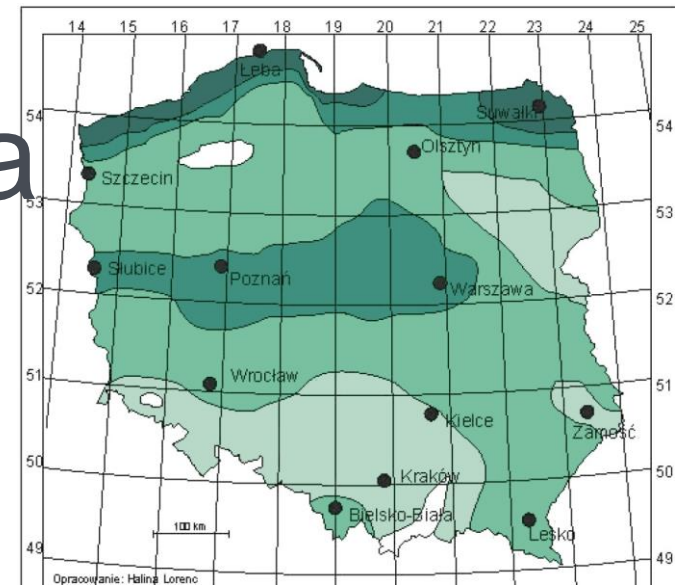 14 15 16 17 18 19 20 21 22 23 24 25
Łeba
54 Suwałki 54
Olsztyn
a
Szczecin
53 53
Słubice Poznań Warszawa
52 52
51 Wrocław 51
Kielce Zamość
50 Kraków 50
Bielsko-Biała Lesko
100 km
49 49
Opracowanie: Halina Lorenc